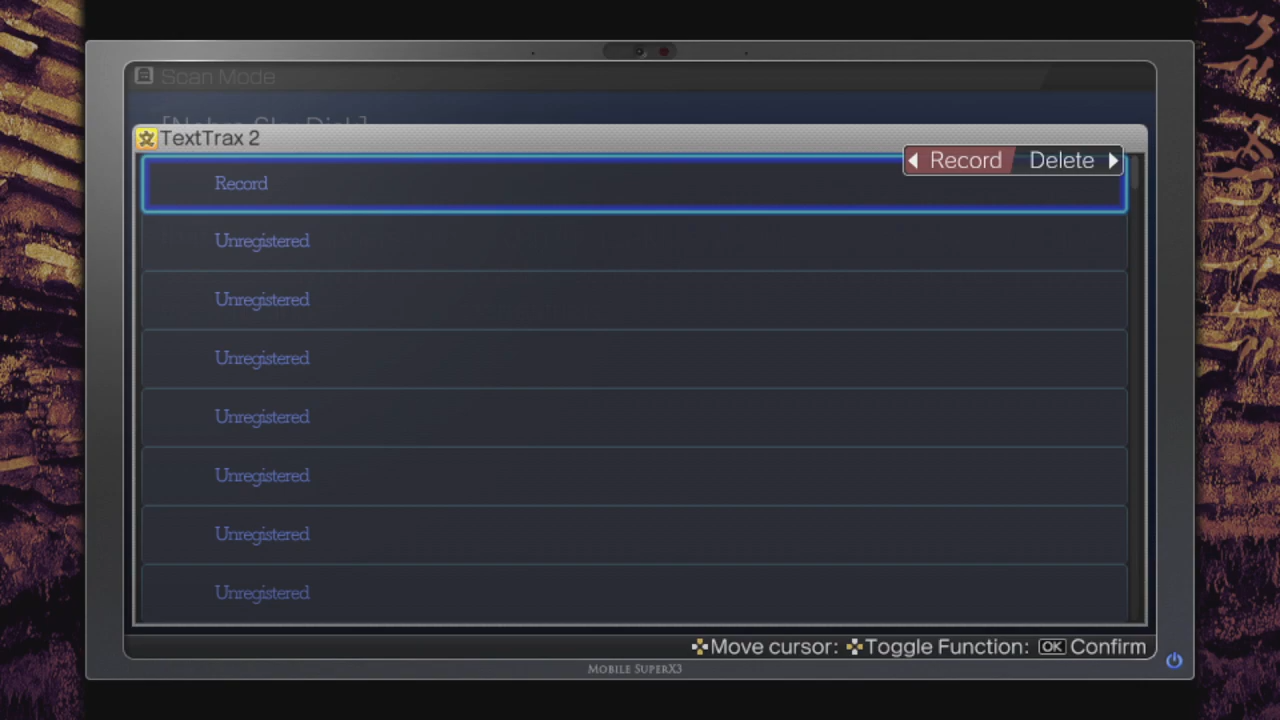 Scan Mode
TextTrax 2
Record Delete
Record
Unregistered
Unregistered
Unregistered
Unregistered
Unregistered
Unregistered
Unregistered
Move cursor: Toggle Function: OK Confirm
MOBILE SUPERX3